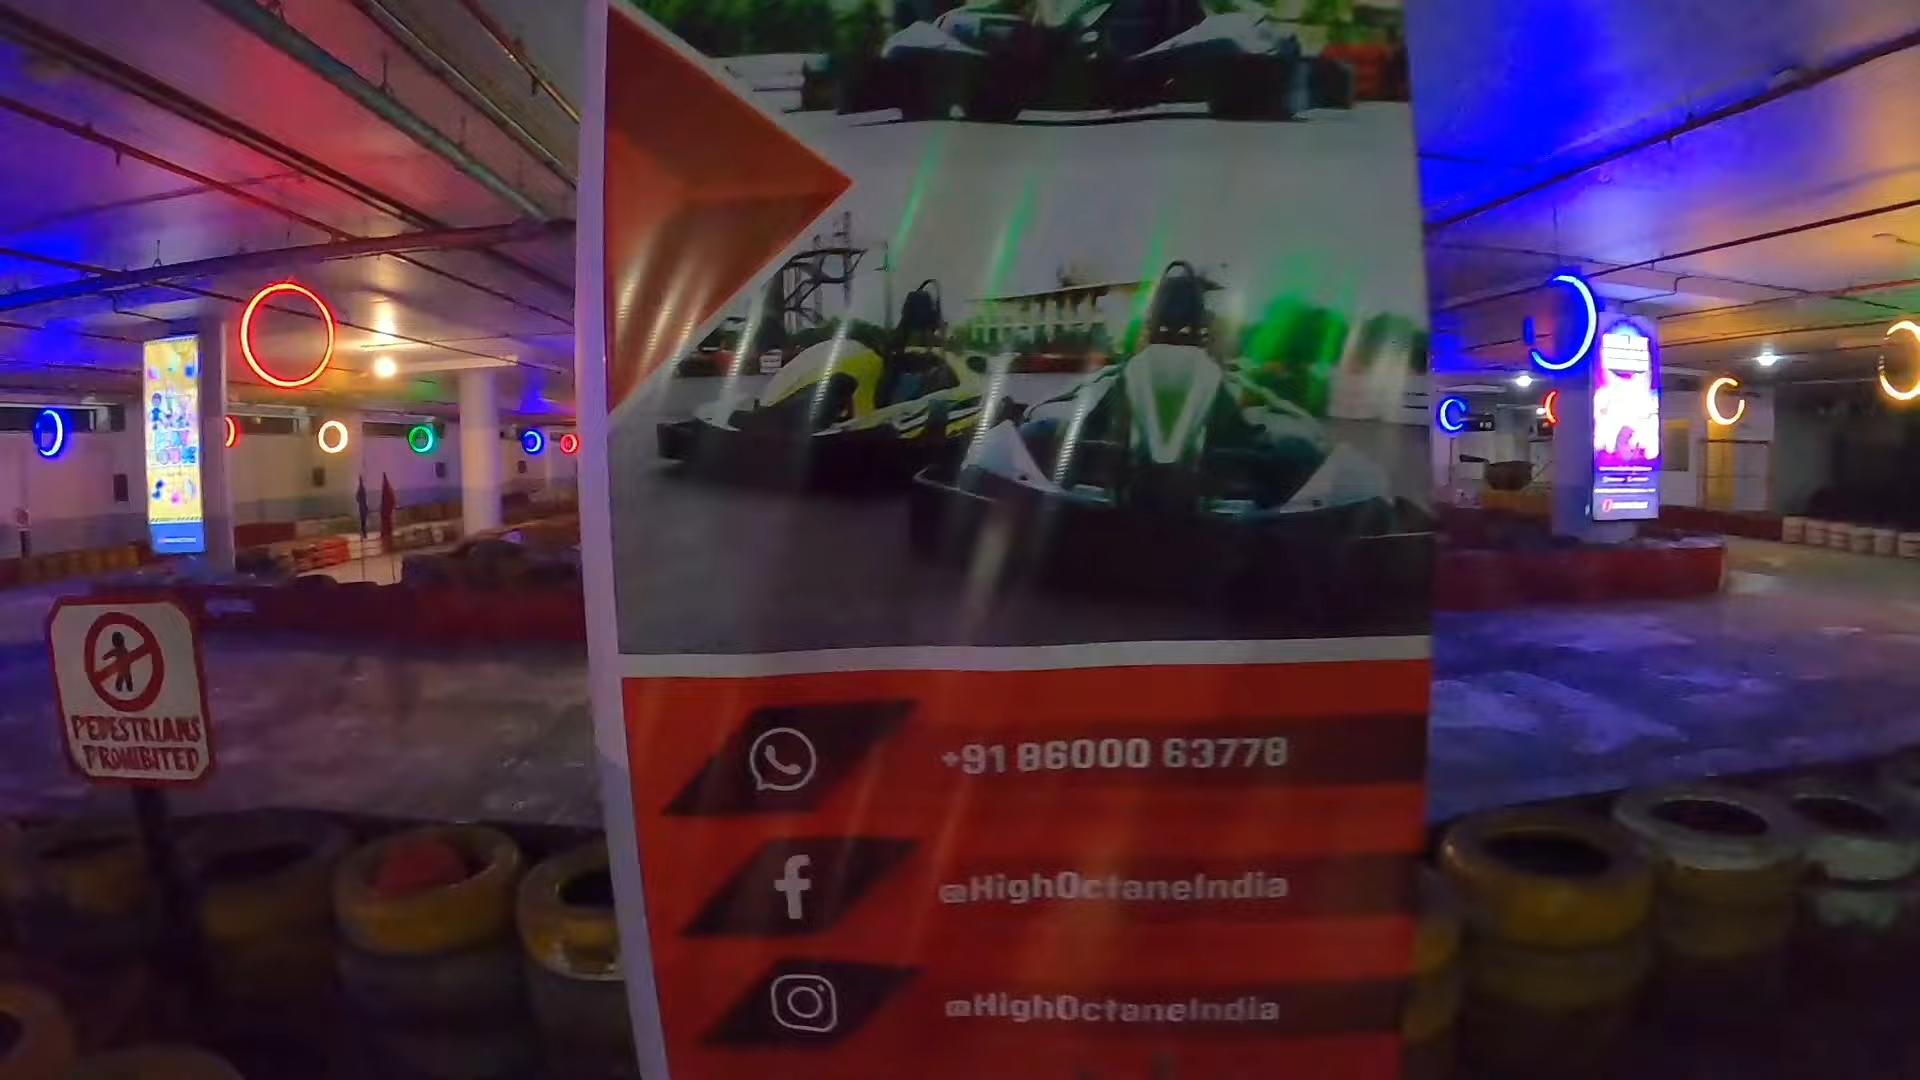 PEDESTRIANS
PROHIBITED
+91 86000 63778
@HighOctaneIndia
@HighOctaneIndia